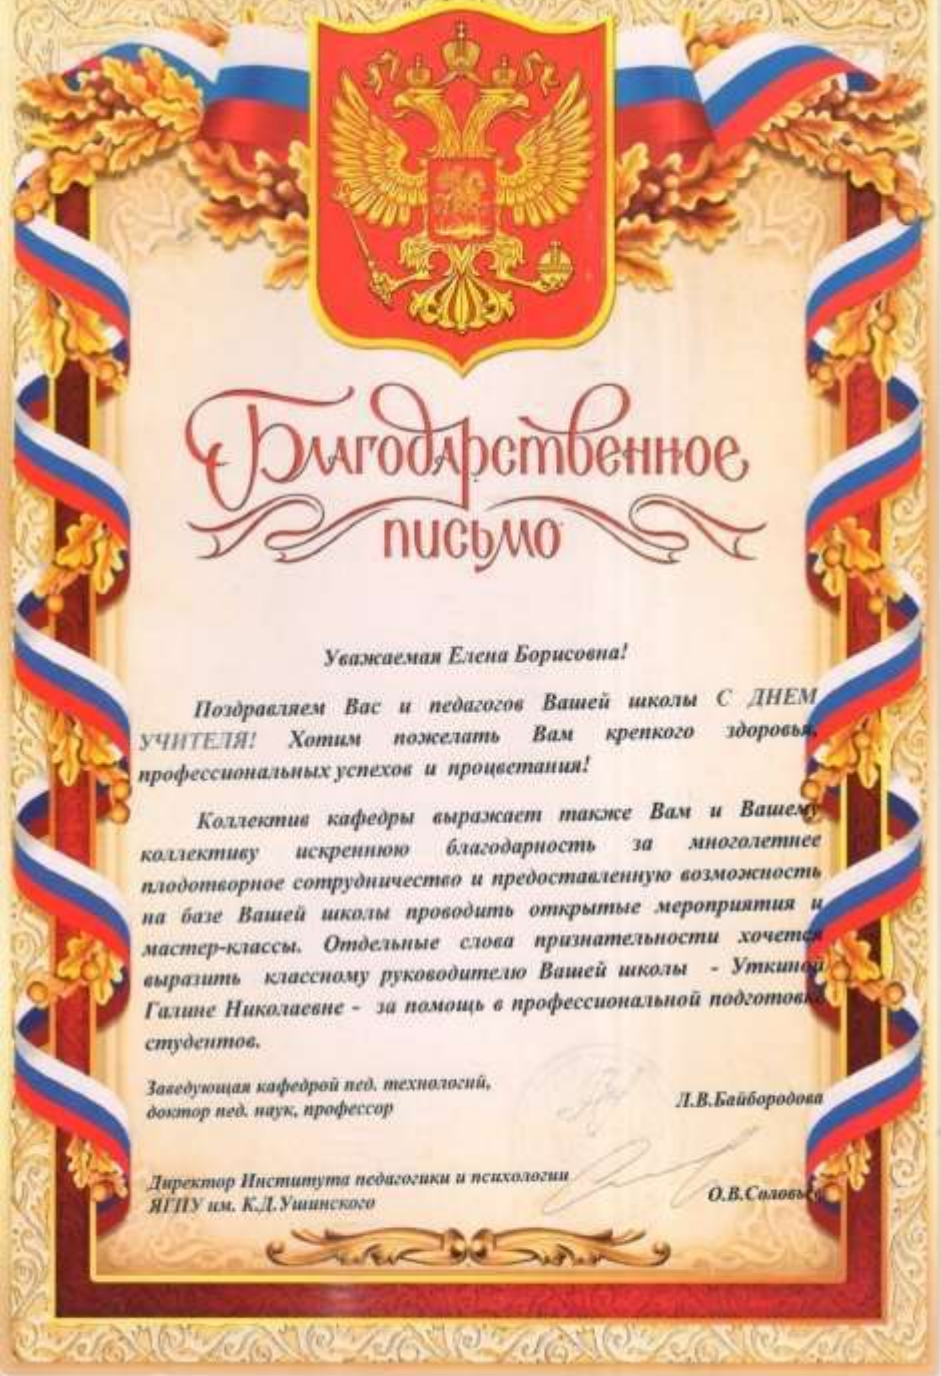 Благодарственное
письмо
Уважаемая Елена Борисовна!
Поздравляем Вас и педагогов Вашей школы С ДНЕМ
УЧИТЕЛЯ! Хотим пожелать Вам крепкого здоровья,
профессиональных успехов и процветания!
Коллектив кафедры выражает также Вам и Вашему
коллективу искреннюю благодарность за многолетнее
плодотворное сотрудничество и предоставленную возможность
на базе Вашей школы проводить открытые мероприятия и
мастер-классы. Отдельные слова признательности хочется
выразить классному руководителю Вашей школы - Уткиной
Галине Николаевне - за помощь в профессиональной подготовке
студентов.
Заведующая кафедрой пед. технологий,
доктор пед. наук, профессор Л.В.Байбородова
Директор Института педагогики и психологии
ЯГПУ им. К.Д.Ушинского О.В.Соловьёв